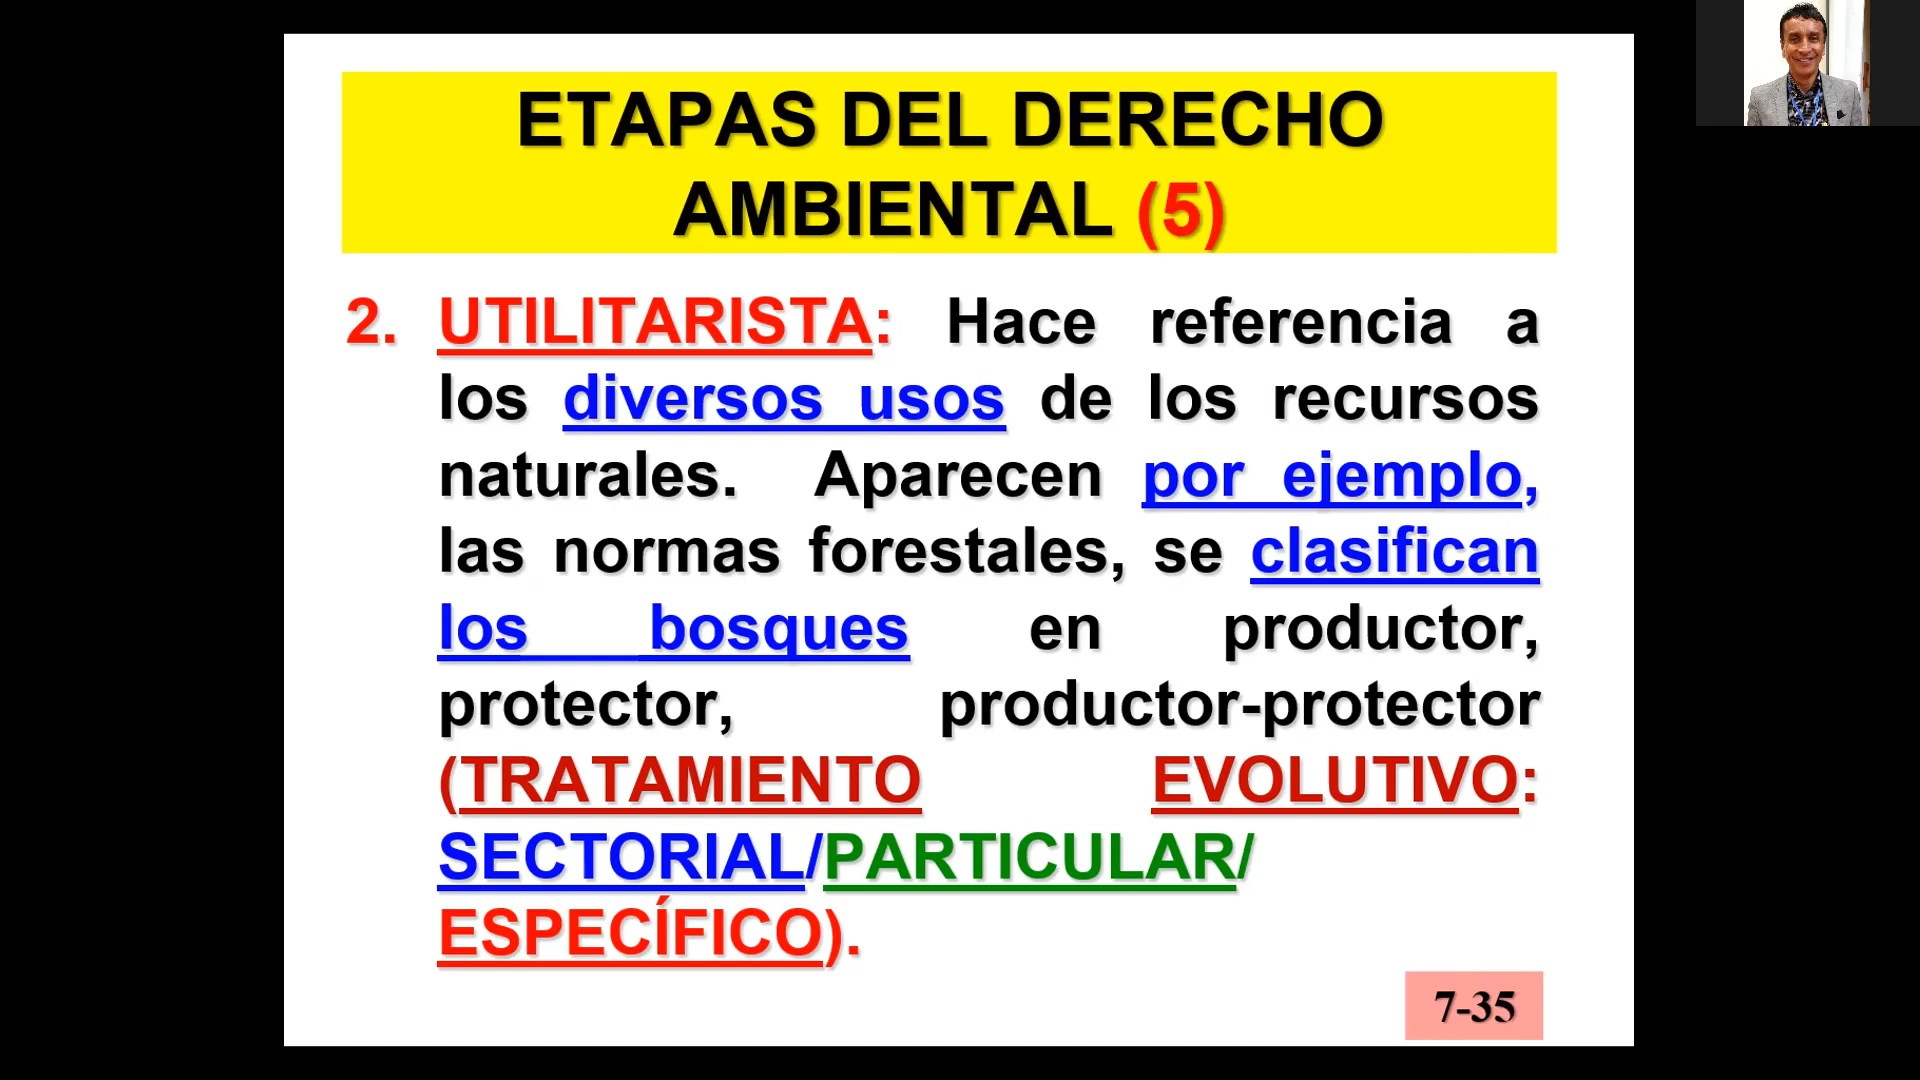 ETAPAS DEL DERECHO
AMBIENTAL (5)
2. UTILITARISTA: Hace referencia a
los diversos usos de los recursos
naturales. Aparecen por ejemplo,
las normas forestales, se clasifican
los bosques en productor,
protector, productor-protector
(TRATAMIENTO EVOLUTIVO:
SECTORIAL/PARTICULAR/
ESPECÍFICO).
7-35